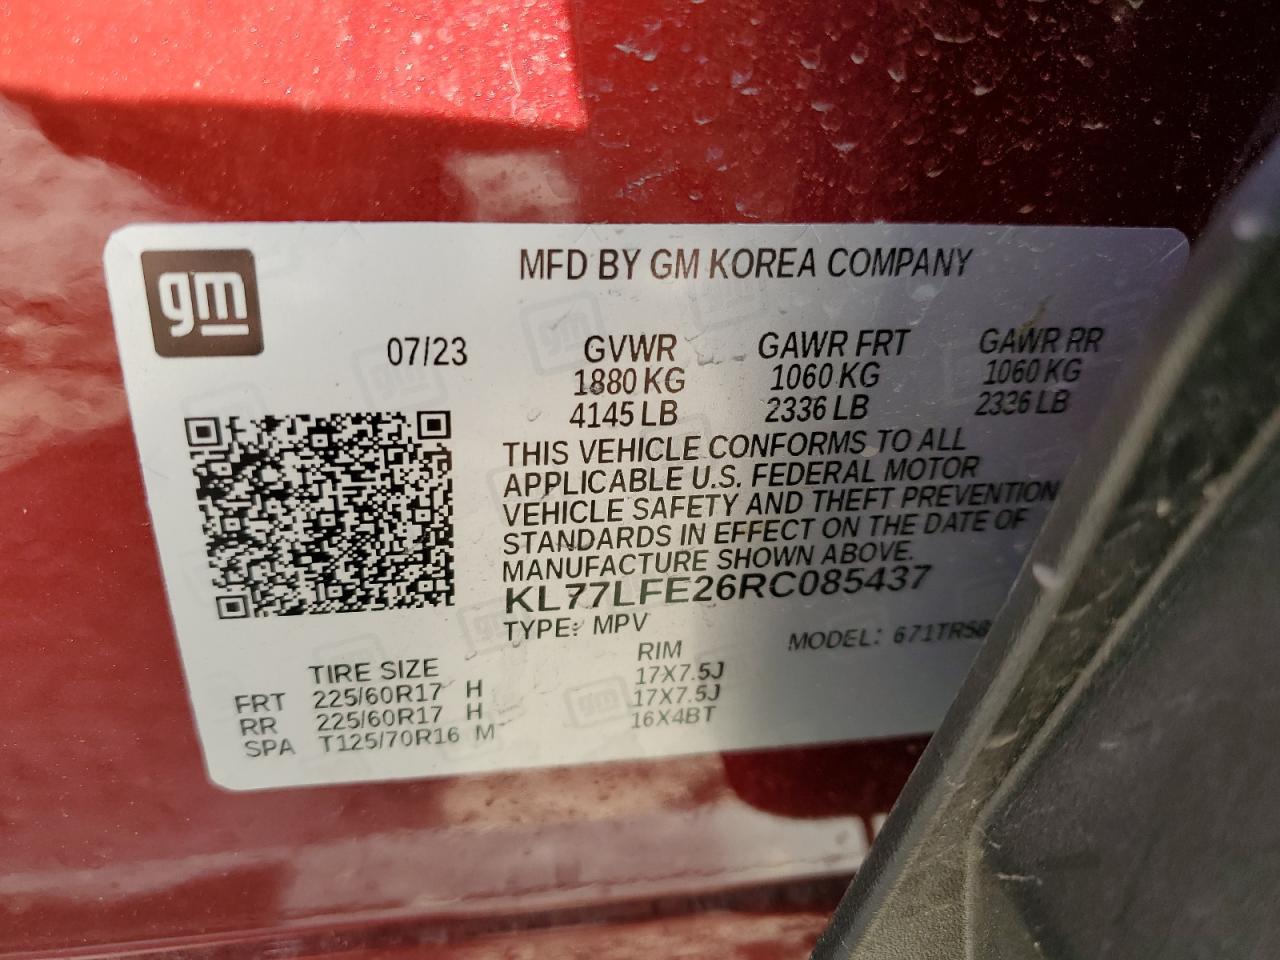 gm
MFD BY GM KOREA COMPANY
07/23 GVWR GAWR FRT GAWR RR
1880 KG 1060 KG 1060 KG
4145 LB 2336 LB 2336 LB
THIS VEHICLE CONFORMS TO ALL
APPLICABLE U.S. FEDERAL MOTOR
VEHICLE SAFETY AND THEFT PREVENTION
STANDARDS IN EFFECT ON THE DATE OF
MANUFACTURE SHOWN ABOVE.
KL77LFE26RC085437
TYPE: MPV MODEL:
TIRE SIZE RIM
FRT 225/60R17 H 17X7.5J
RR 225/60R17 H 17X7.5J
SPA T125/70R16 M 16X4BT